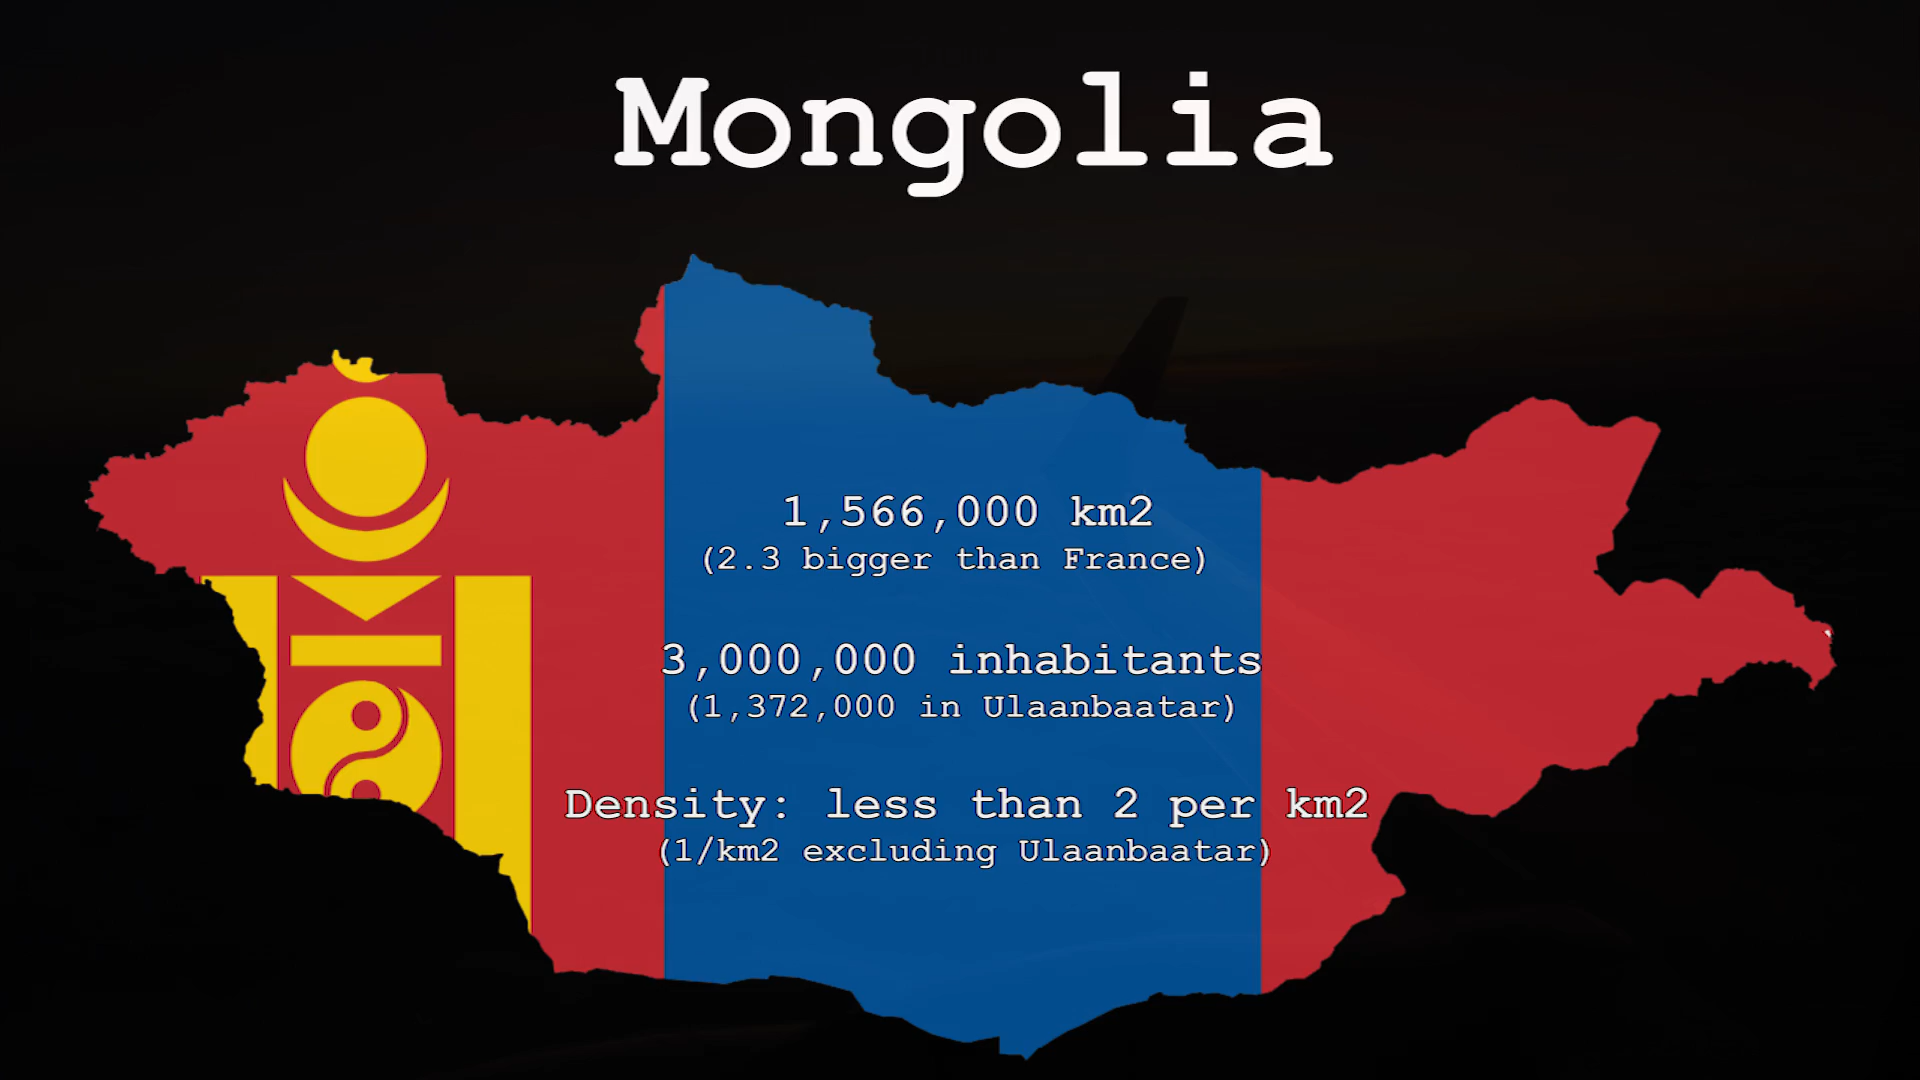 Mongolia
1,566,000 km2
(2.3 bigger than France)
3,000,000 inhabitants
(1,372,000 in Ulaanbaatar)
Density: less than 2 per km2
(1/km2 excluding Ulaanbaatar)